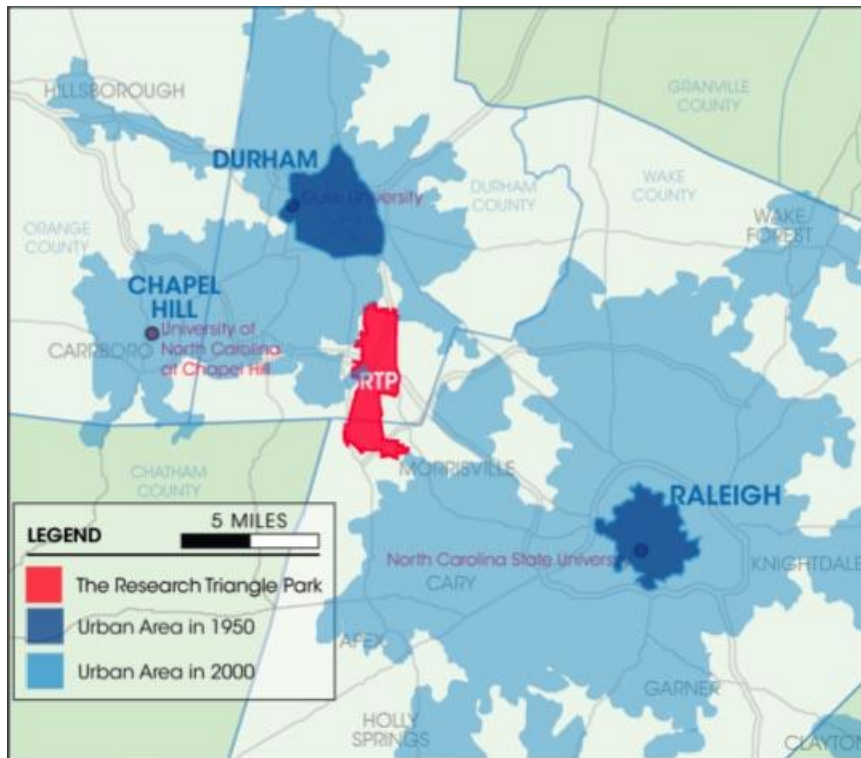 HILLSBOROUGH
GRANVILLE
COUNTY
DURHAM
Duke University
DURHAM
COUNTY
WAKE
COUNTY
WAKE
FOREST
ORANGE
COUNTY
CHAPEL
HILL
University of
North Carolina
at Chapel Hill
CARRBORO
RTP
MORRISVILLE
CHATHAM
COUNTY
RALEIGH
North Carolina State Univers
KNIGHTDALE
CARY
APEX
GARNER
HOLLY
SPRINGS
CLAYTON
5 MILES
LEGEND
The Research Triangle Park
Urban Area in 1950
Urban Area in 2000